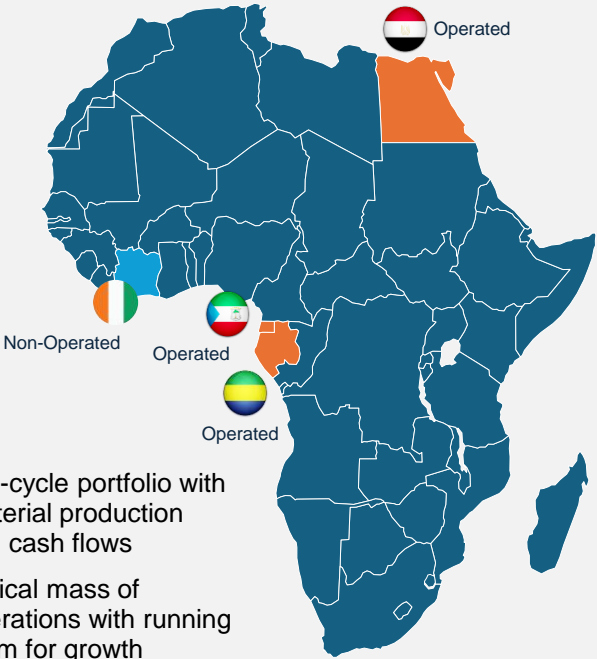 Operated
Non-Operated
Operated
Operated
-cycle portfolio with
terial production
cash flows
ical mass of
erations with running
m for growth